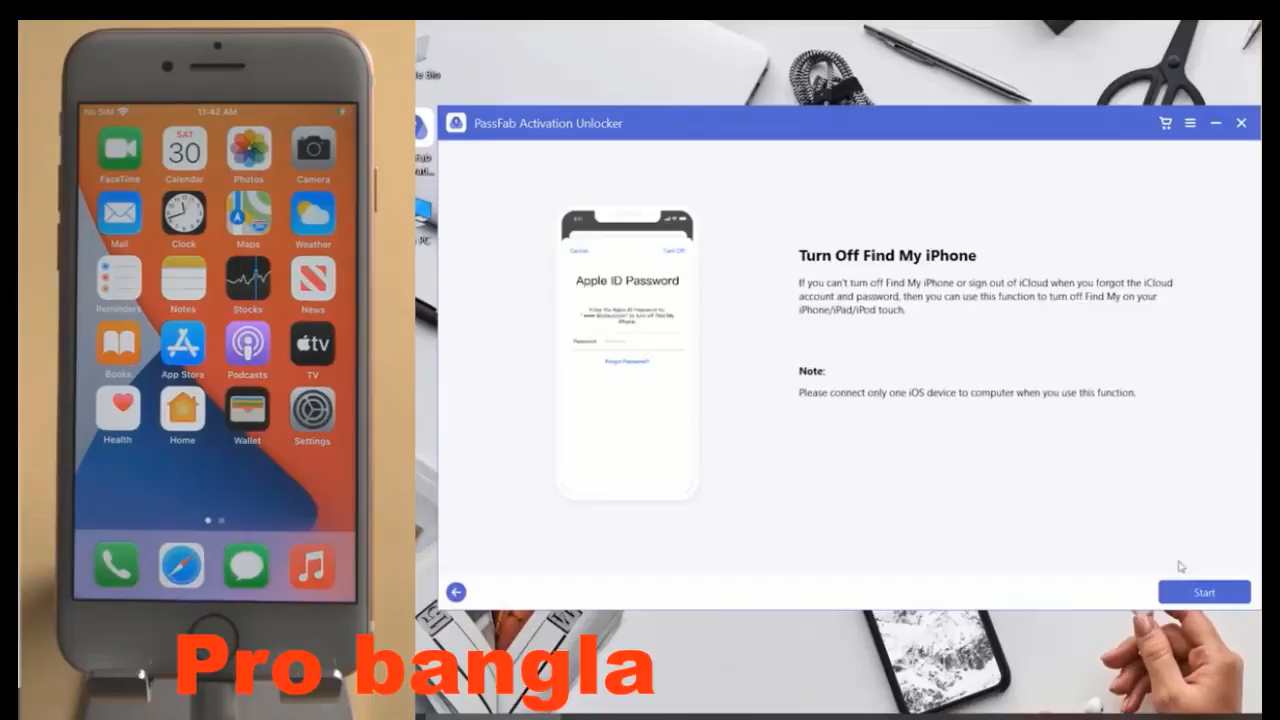 No SIM
11:42 AM
FaceTime
SAT
30
Calendar
Photos
Camera
Mail
Clock
Maps
Weather
Reminders
Notes
Stocks
News
Books
App Store
Podcasts
tv
TV
Health
Home
Wallet
Settings
PC
PassFab Activation Unlocker
Cancel
Turn Off
Apple ID Password
Password
Forgot Password?
Turn Off Find My iPhone
If you can't turn off Find My iPhone or sign out of iCloud when you forgot the iCloud
account and password, then you can use this function to turn off Find My on your
iPhone/iPad/iPod touch.
Note:
Please connect only one iOS device to computer when you use this function.
Start
Pro bangla